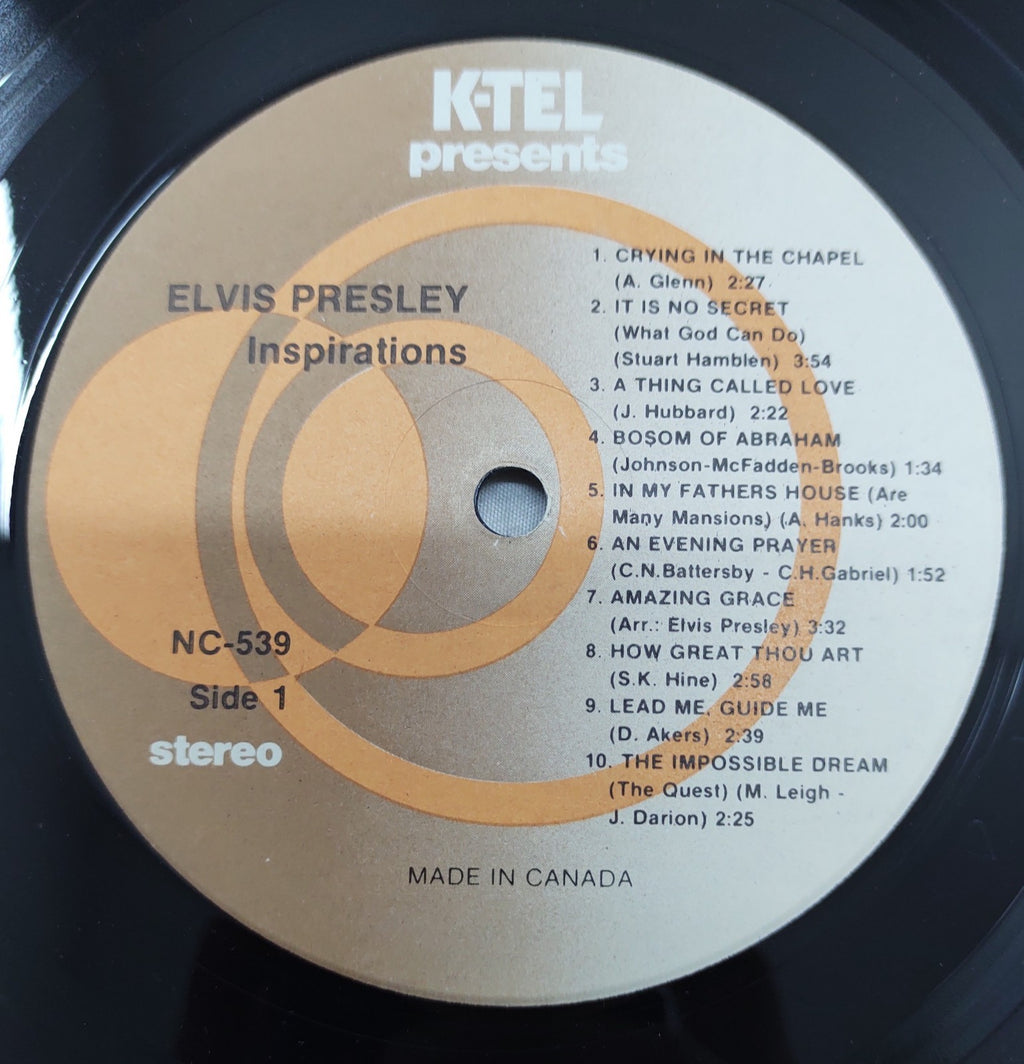 K-TEL
presents
ELVIS PRESLEY
Inspirations
1. CRYING IN THE CHAPEL
(A. Glenn) 2:27
2. IT IS NO SECRET
(What God Can Do)
(Stuart Hamblen) 3:54
3. A THING CALLED LOVE
(J. Hubbard) 2:22
4. BOSOM OF ABRAHAM
(Johnson-McFadden-Brooks) 1:34
5. IN MY FATHERS HOUSE (Are
Many Mansions) (A. Hanks) 2:00
6. AN EVENING PRAYER
(C.N.Battersby - C.H.Gabriel) 1:52
7. AMAZING GRACE
(Arr.: Elvis Presley) 3:32
8. HOW GREAT THOU ART
(S.K. Hine) 2:58
9. LEAD ME, GUIDE ME
(D. Akers) 2:39
10. THE IMPOSSIBLE DREAM
(The Quest) (M. Leigh -
J. Darion) 2:25
NC-539
Side 1
stereo
MADE IN CANADA